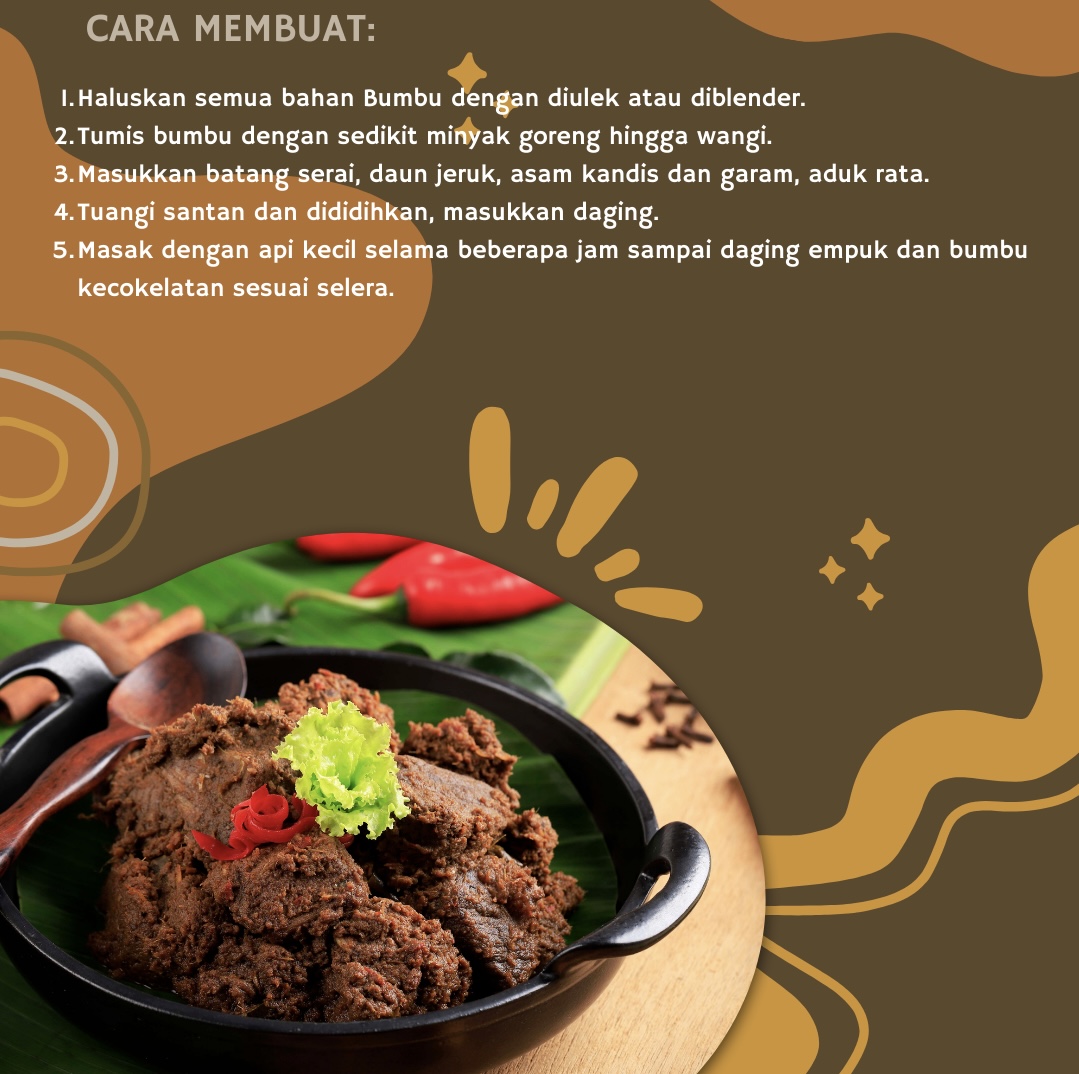 CARA MEMBUAT:
1. Haluskan semua bahan Bumbu dengan diulek atau diblender.
2. Tumis bumbu dengan sedikit minyak goreng hingga wangi.
3. Masukkan batang serai, daun jeruk, asam kandis dan garam, aduk rata.
4. Tuangi santan dan dididihkan, masukkan daging.
5. Masak dengan api kecil selama beberapa jam sampai daging empuk dan bumbu
kecokelatan sesuai selera.